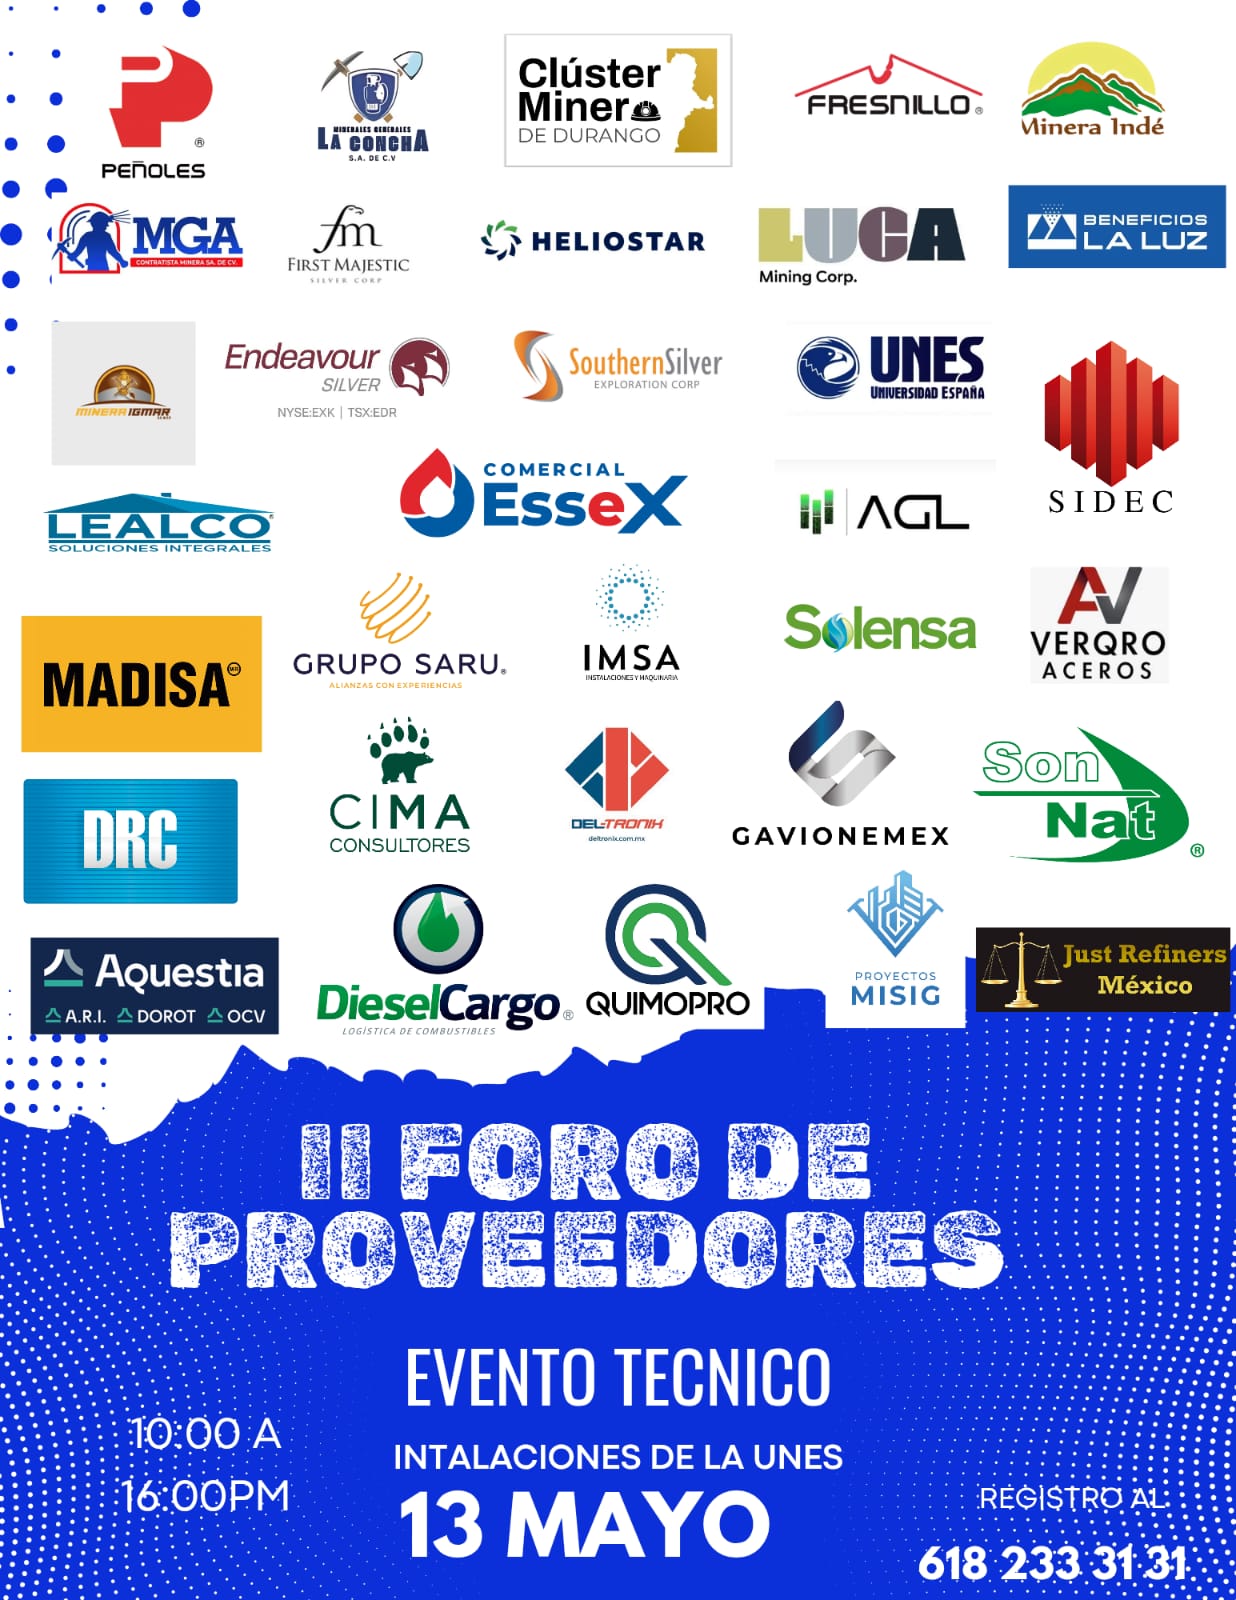 PEÑOLES
MINERALES GENERALES
LA CONCHA
S.A. DE C.V
Clúster
Minero
DE DURANGO
FRESNILLO
Minera Indé
MGA
CONTRATISTA MINERA SA. DE CV.
fm
FIRST MAJESTIC
SILVER CORP
HELIOSTAR
LUCA
Mining Corp.
BENEFICIOS
LA LUZ
MINERA IGMAR
Endeavour
SILVER
NYSE:EXK | TSX:EDR
SouthernSilver
EXPLORATION CORP
UNES
UNIVERSIDAD ESPAÑA
SIDEC
LEALCO
SOLUCIONES INTEGRALES
COMERCIAL
EsseX
AGL
MADISA
GRUPO SARU
ALIANZAS CON EXPERIENCIAS
IMSA
INSTALACIONES Y MAQUINARIA
Solensa
AV
VERQRO
ACEROS
DRC
CIMA
CONSULTORES
DEL-TRONIX
deltronix.com.mx
GAVIONEMEX
Son
Nat
Aquestia
A.R.I. DOROT OCV
DieselCargo
LOGÍSTICA DE COMBUSTIBLES
QUIMOPRO
PROYECTOS
MISIG
Just Refiners
México
II FORO DE
PROVEEDORES
EVENTO TECNICO
10:00 A
16:00PM
INTALACIONES DE LA UNES
13 MAYO
REGISTRO AL
618 233 31 31